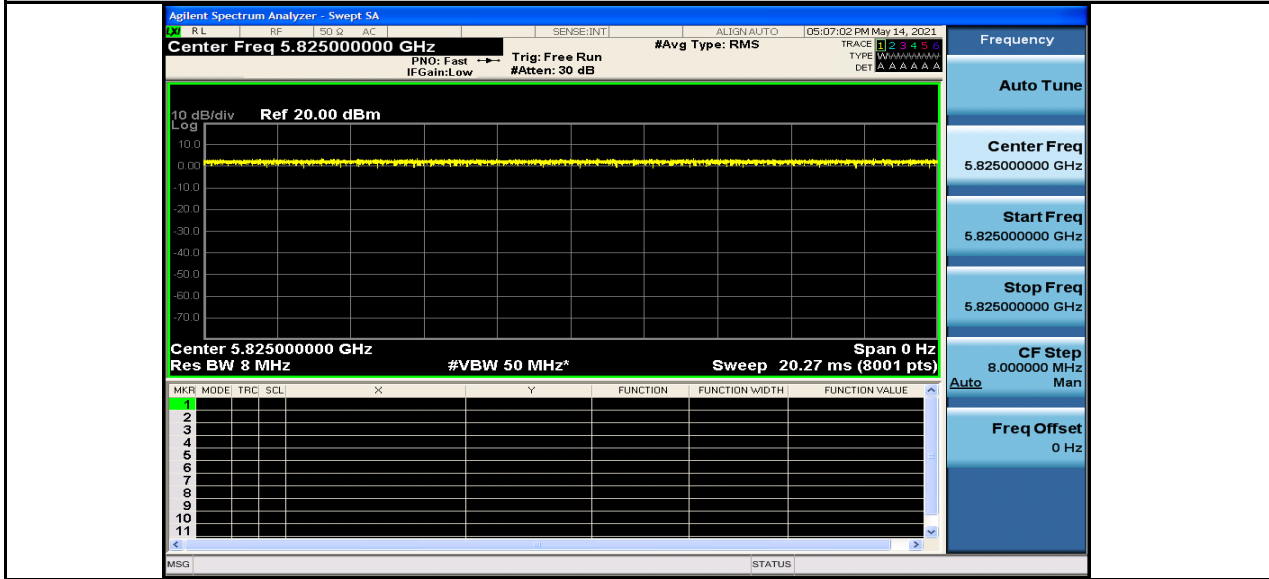 Agilent Spectrum Analyzer - Swept SA
LXI RL RF 50 Ω AC SENSE:INT ALIGN AUTO 05:07:02 PM May 14, 2021
Center Freq 5.825000000 GHz #Avg Type: RMS TRACE 1 2 3 4 5 6
PNO: Fast Trig: Free Run TYPE WWWWWW
IFGain:Low #Atten: 30 dB DET A A A A A A
10 dB/div Ref 20.00 dBm
Log
10.0
0.00
-10.0
-20.0
-30.0
-40.0
-50.0
-60.0
-70.0
Center 5.825000000 GHz Span 0 Hz
Res BW 8 MHz #VBW 50 MHz* Sweep 20.27 ms (8001 pts)
MKR MODE TRC SCL X Y FUNCTION FUNCTION WIDTH FUNCTION VALUE
1
2
3
4
5
6
7
8
9
10
11
MSG STATUS
Frequency
Auto Tune
Center Freq
5.825000000 GHz
Start Freq
5.825000000 GHz
Stop Freq
5.825000000 GHz
CF Step
8.000000 MHz
Auto Man
Freq Offset
0 Hz